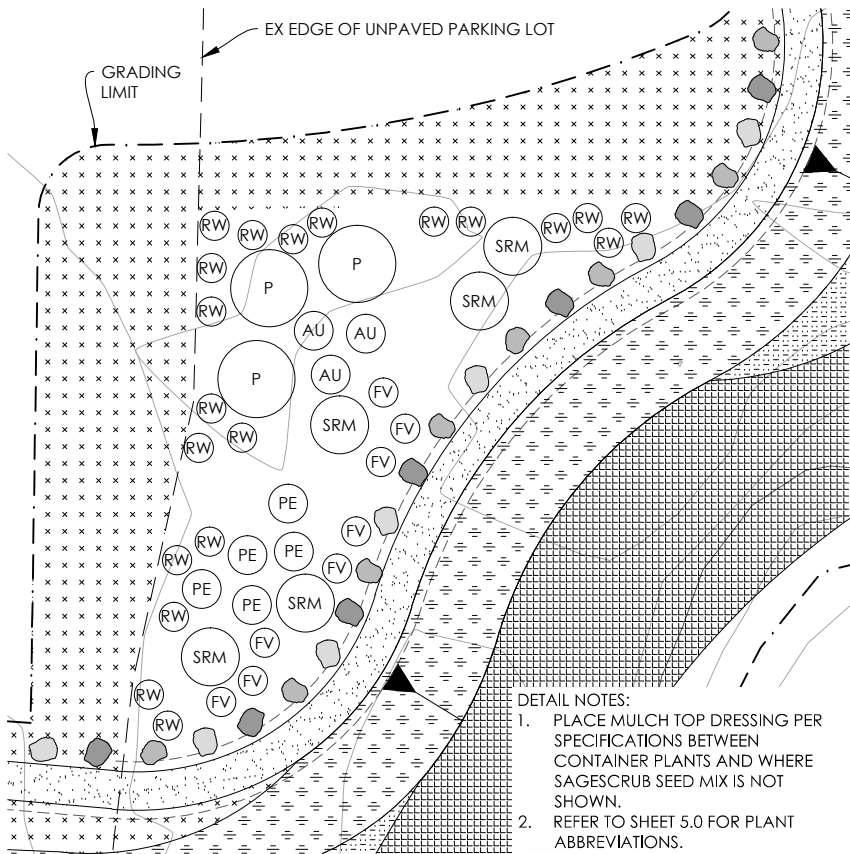 EX EDGE OF UNPAVED PARKING LOT
GRADING
LIMIT
RW
RW
RW
RW
RW
RW
RW
RW
RW
RW
SRM
RW
P
P
RW
SRM
AU
AU
P
AU
FV
RW
SRM
FV
RW
RW
FV
PE
FV
RW
PE
PE
RW
FV
PE
PE
SRM
RW
FV
SRM
FV
RW
FV
RW
DETAIL NOTES:
1. PLACE MULCH TOP DRESSING PER
SPECIFICATIONS BETWEEN
CONTAINER PLANTS AND WHERE
SAGESCRUB SEED MIX IS NOT
SHOWN.
2. REFER TO SHEET 5.0 FOR PLANT
ABBREVIATIONS.